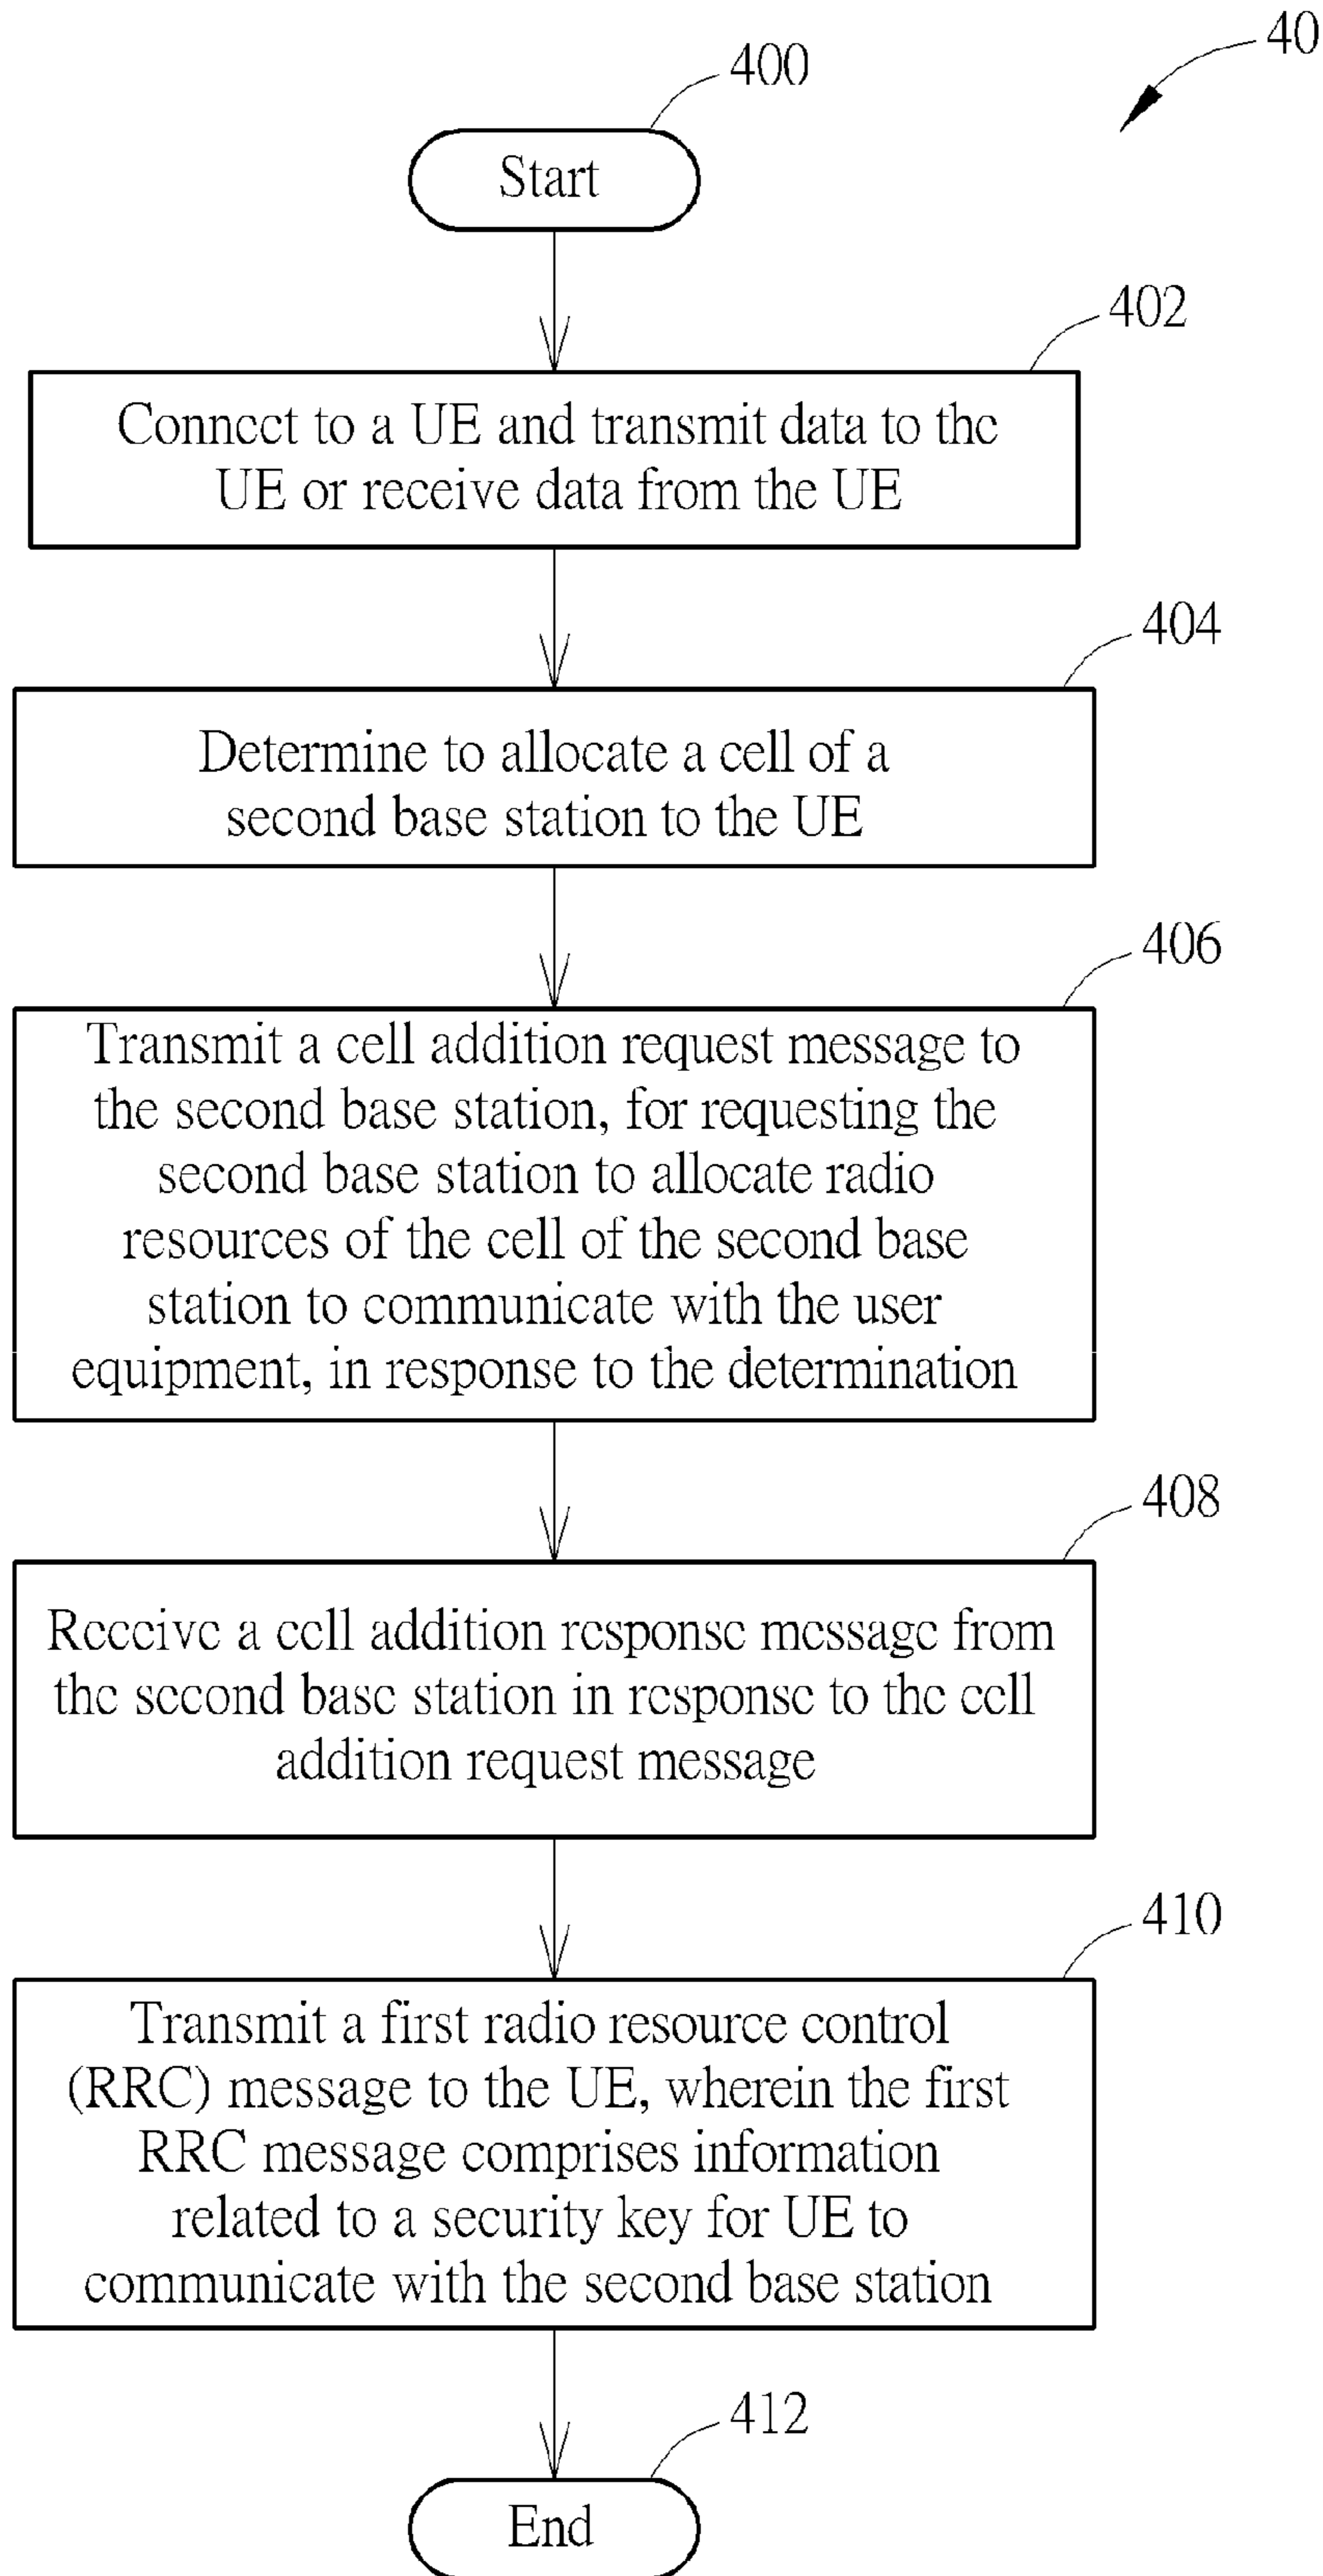 40
400
Start
402
Connect to a UE and transmit data to the
UE or receive data from the UE
404
Determine to allocate a cell of a
second base station to the UE
406
Transmit a cell addition request message to
the second base station, for requesting the
second base station to allocate radio
resources of the cell of the second base
station to communicate with the user
equipment, in response to the determination
408
Receive a cell addition response message from
the second base station in response to the cell
addition request message
410
Transmit a first radio resource control
(RRC) message to the UE, wherein the first
RRC message comprises information
related to a security key for UE to
communicate with the second base station
412
End